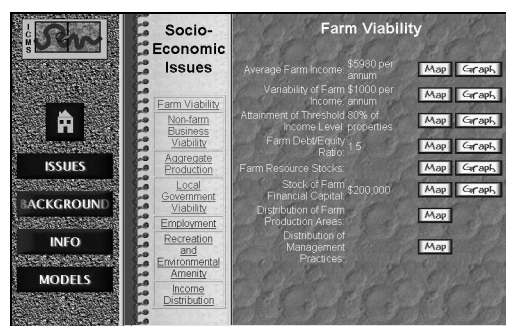 ICMS
ISSUES
BACKGROUND
INFO
MODELS
Socio-
Economic
Issues
Farm Viability
Non-farm
Business
Viability
Aggregate
Production
Local
Government
Viability
Employment
Recreation
and
Environmental
Amenity
Income
Distribution
Farm Viability
Average Farm Income: $5980 per
annum
Map Graph
Variability of Farm $1000 per
Income: annum
Map Graph
Attainment of Threshold 80% of
Income Level: properties
Map Graph
Farm Debt/Equity
Ratio: 1.5
Map Graph
Farm Resource Stocks:
Map Graph
Stock of Farm
Financial Capital: $200,000
Map Graph
Distribution of Farm
Production Areas:
Map
Distribution of
Management
Practices:
Map